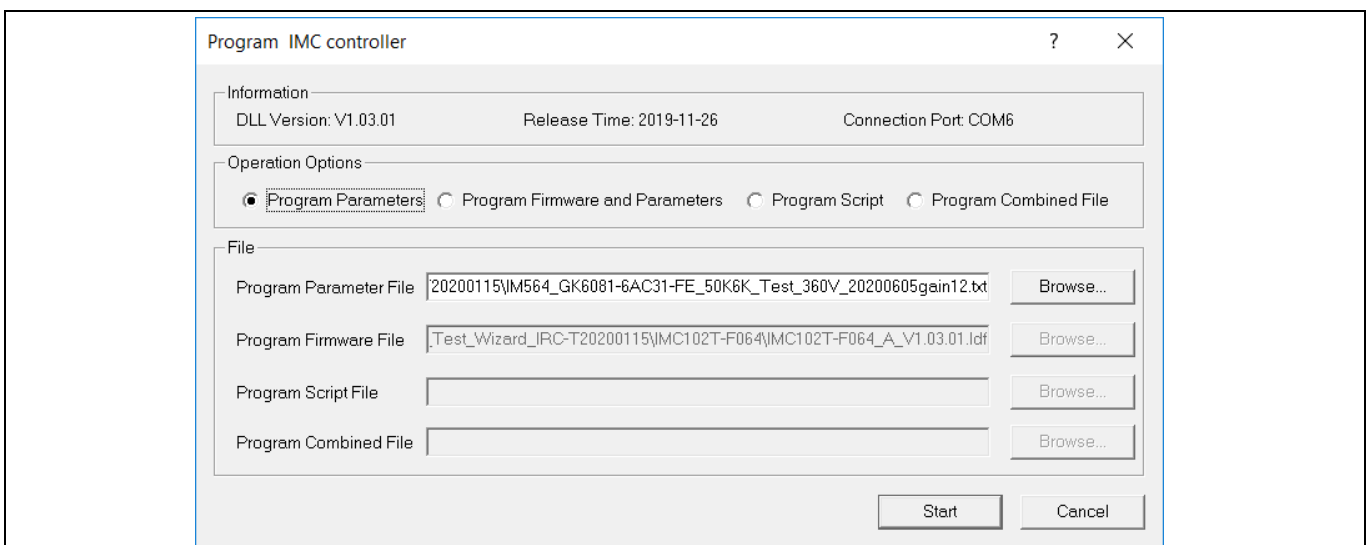 Program  IMC controller ? ×
Information
DLL Version: V1.03.01 Release Time: 2019-11-26 Connection Port: COM6
Operation Options
Program Parameters Program Firmware and Parameters Program Script Program Combined File
File
Program Parameter File 20200115\IM564_GK6081-6AC31-FE_50K6K_Test_360V_20200605gain12.txt Browse...
Program Firmware File _Test_Wizard_IRC-T20200115\IMC102T-F064\IMC102T-F064_A_V1.03.01.ldf Browse...
Program Script File Browse...
Program Combined File Browse...
Start Cancel